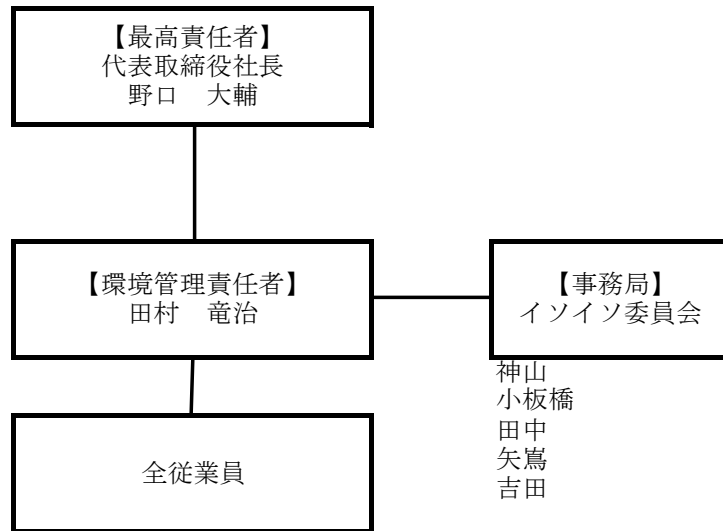 【最高責任者】
代表取締役社長
野口　大輔
【環境管理責任者】
田村　竜治
【事務局】
イソイソ委員会
神山
小板橋
田中
矢嶌
吉田
全従業員